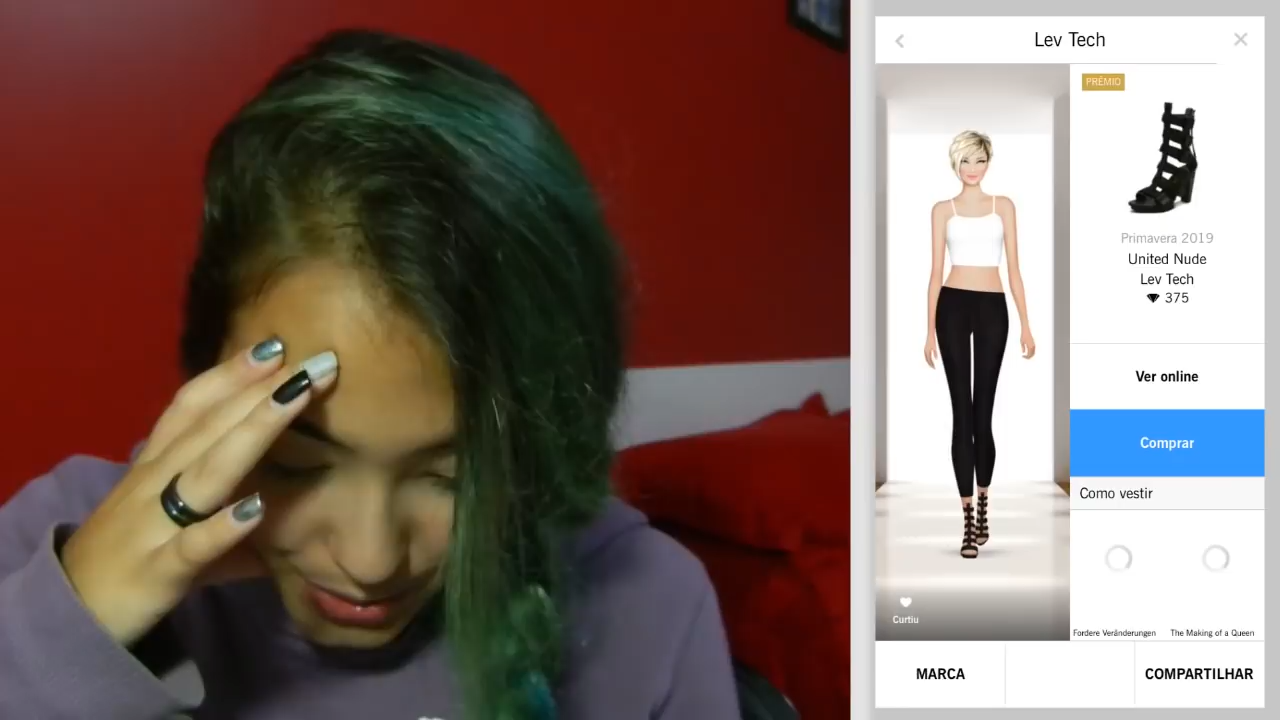 Lev Tech
PRÊMIO
Primavera 2019
United Nude
Lev Tech
375
Ver online
Comprar
Como vestir
Curtiu
Fordere Veränderungen
The Making of a Queen
MARCA
COMPARTILHAR